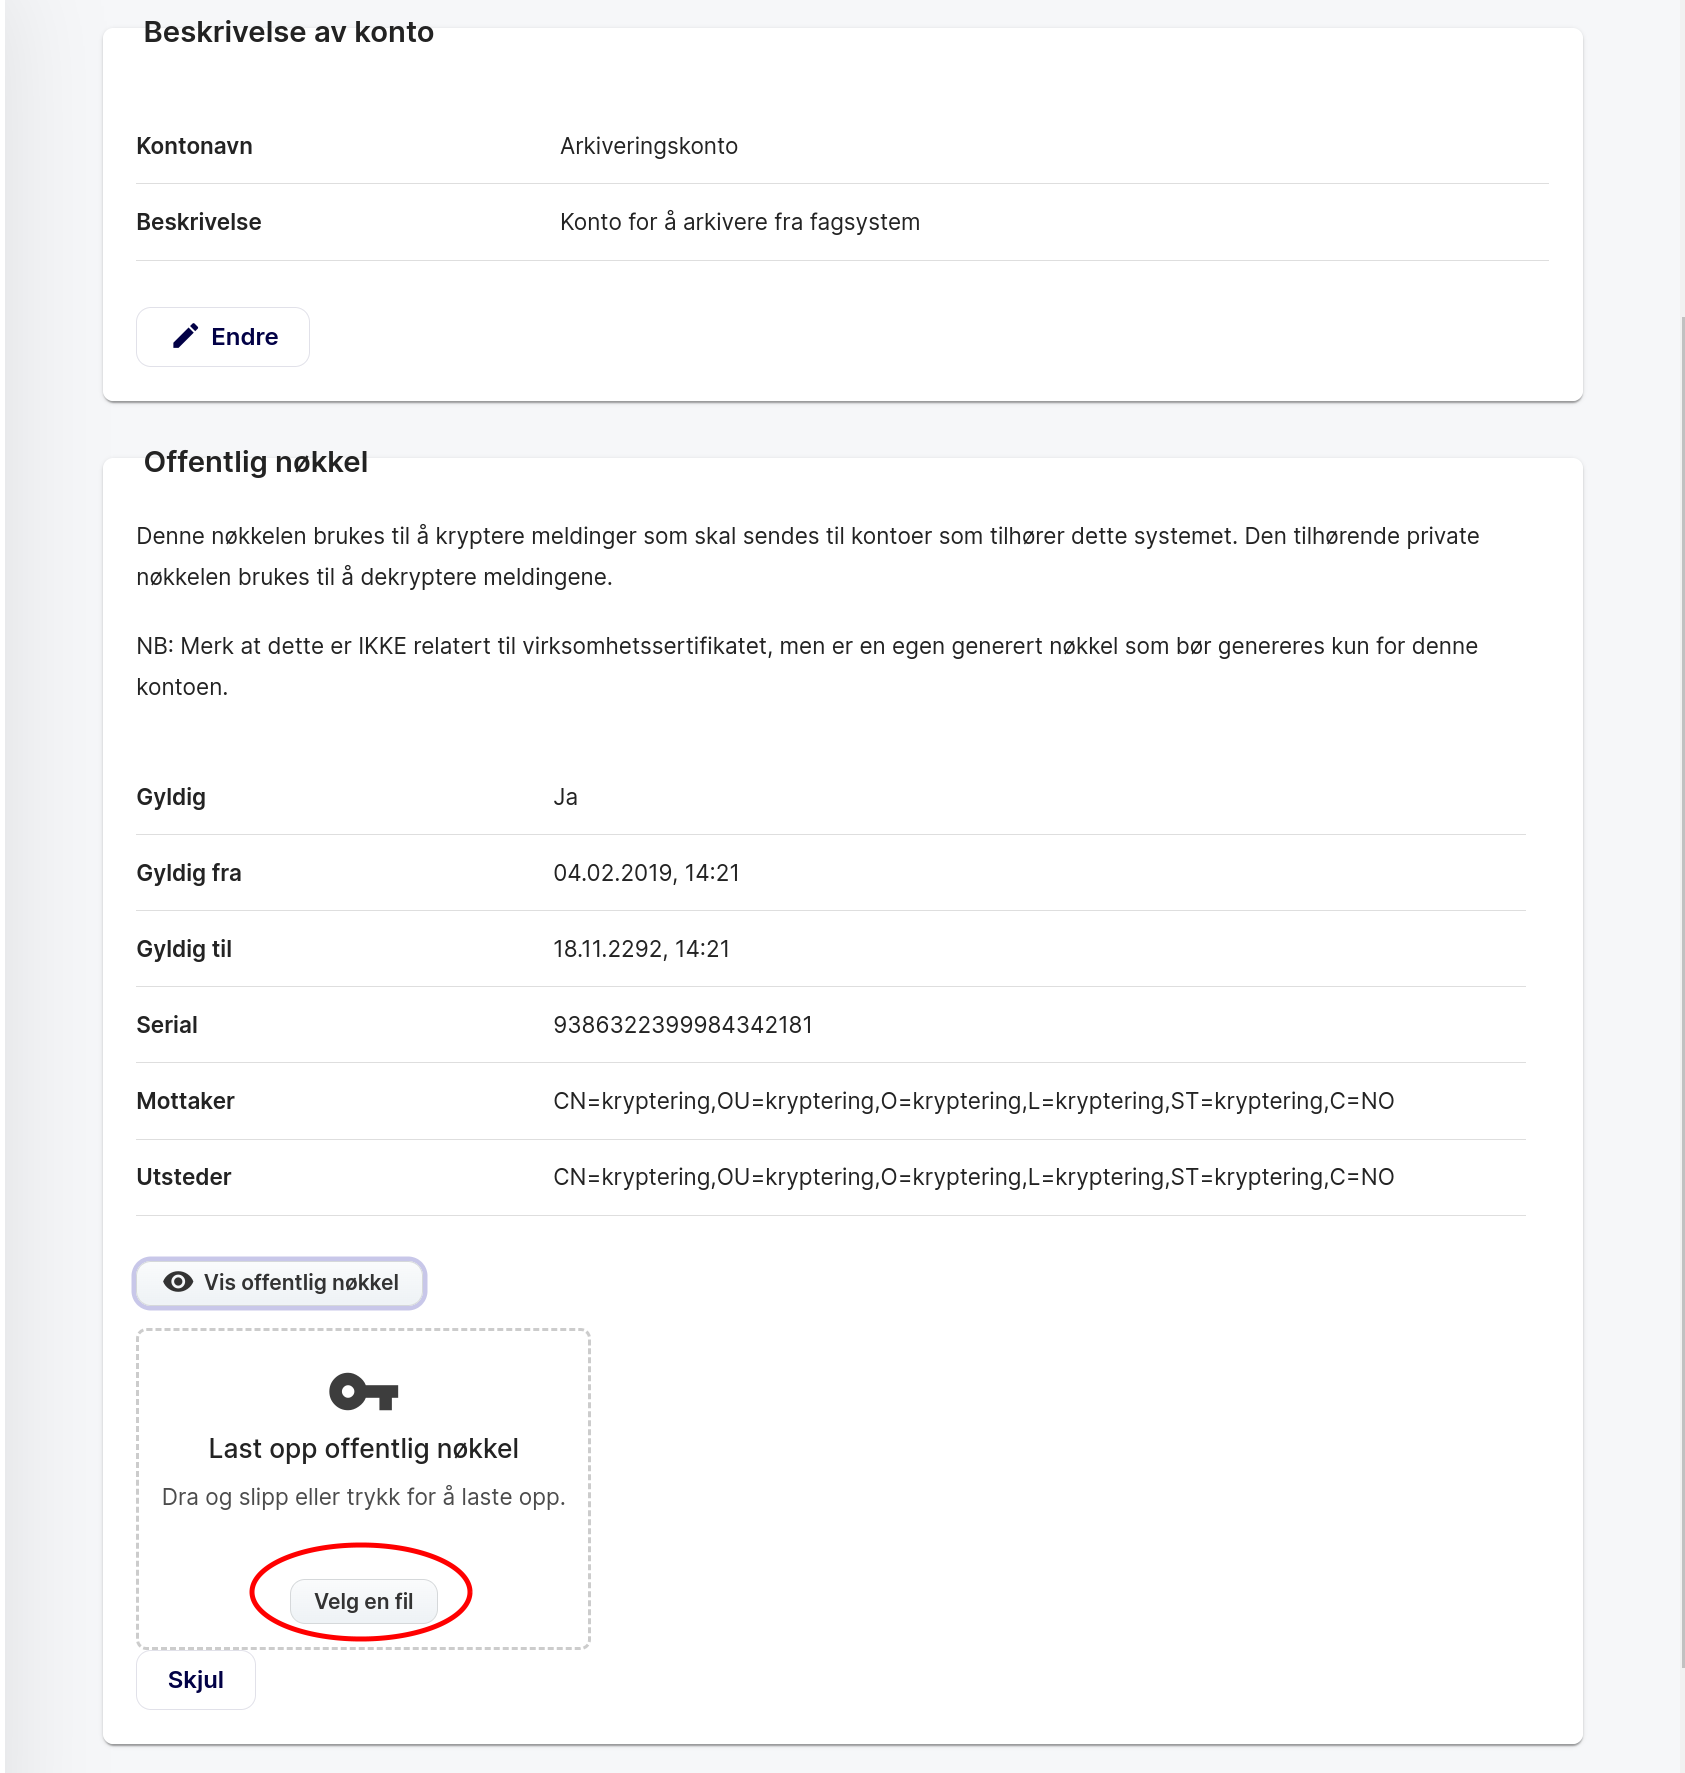 Beskrivelse av konto
Kontonavn Arkiveringskonto
Beskrivelse Konto for å arkivere fra fagsystem
Endre
Offentlig nøkkel
Denne nøkkelen brukes til å kryptere meldinger som skal sendes til kontoer som tilhører dette systemet. Den tilhørende private
nøkkelen brukes til å dekryptere meldingene.
NB: Merk at dette er IKKE relatert til virksomhetssertifikatet, men er en egen generert nøkkel som bør genereres kun for denne
kontoen.
Gyldig Ja
Gyldig fra 04.02.2019, 14:21
Gyldig til 18.11.2292, 14:21
Serial 9386322399984342181
Mottaker CN=kryptering,OU=kryptering,O=kryptering,L=kryptering,ST=kryptering,C=NO
Utsteder CN=kryptering,OU=kryptering,O=kryptering,L=kryptering,ST=kryptering,C=NO
Vis offentlig nøkkel
Last opp offentlig nøkkel
Dra og slipp eller trykk for å laste opp.
Velg en fil
Skjul